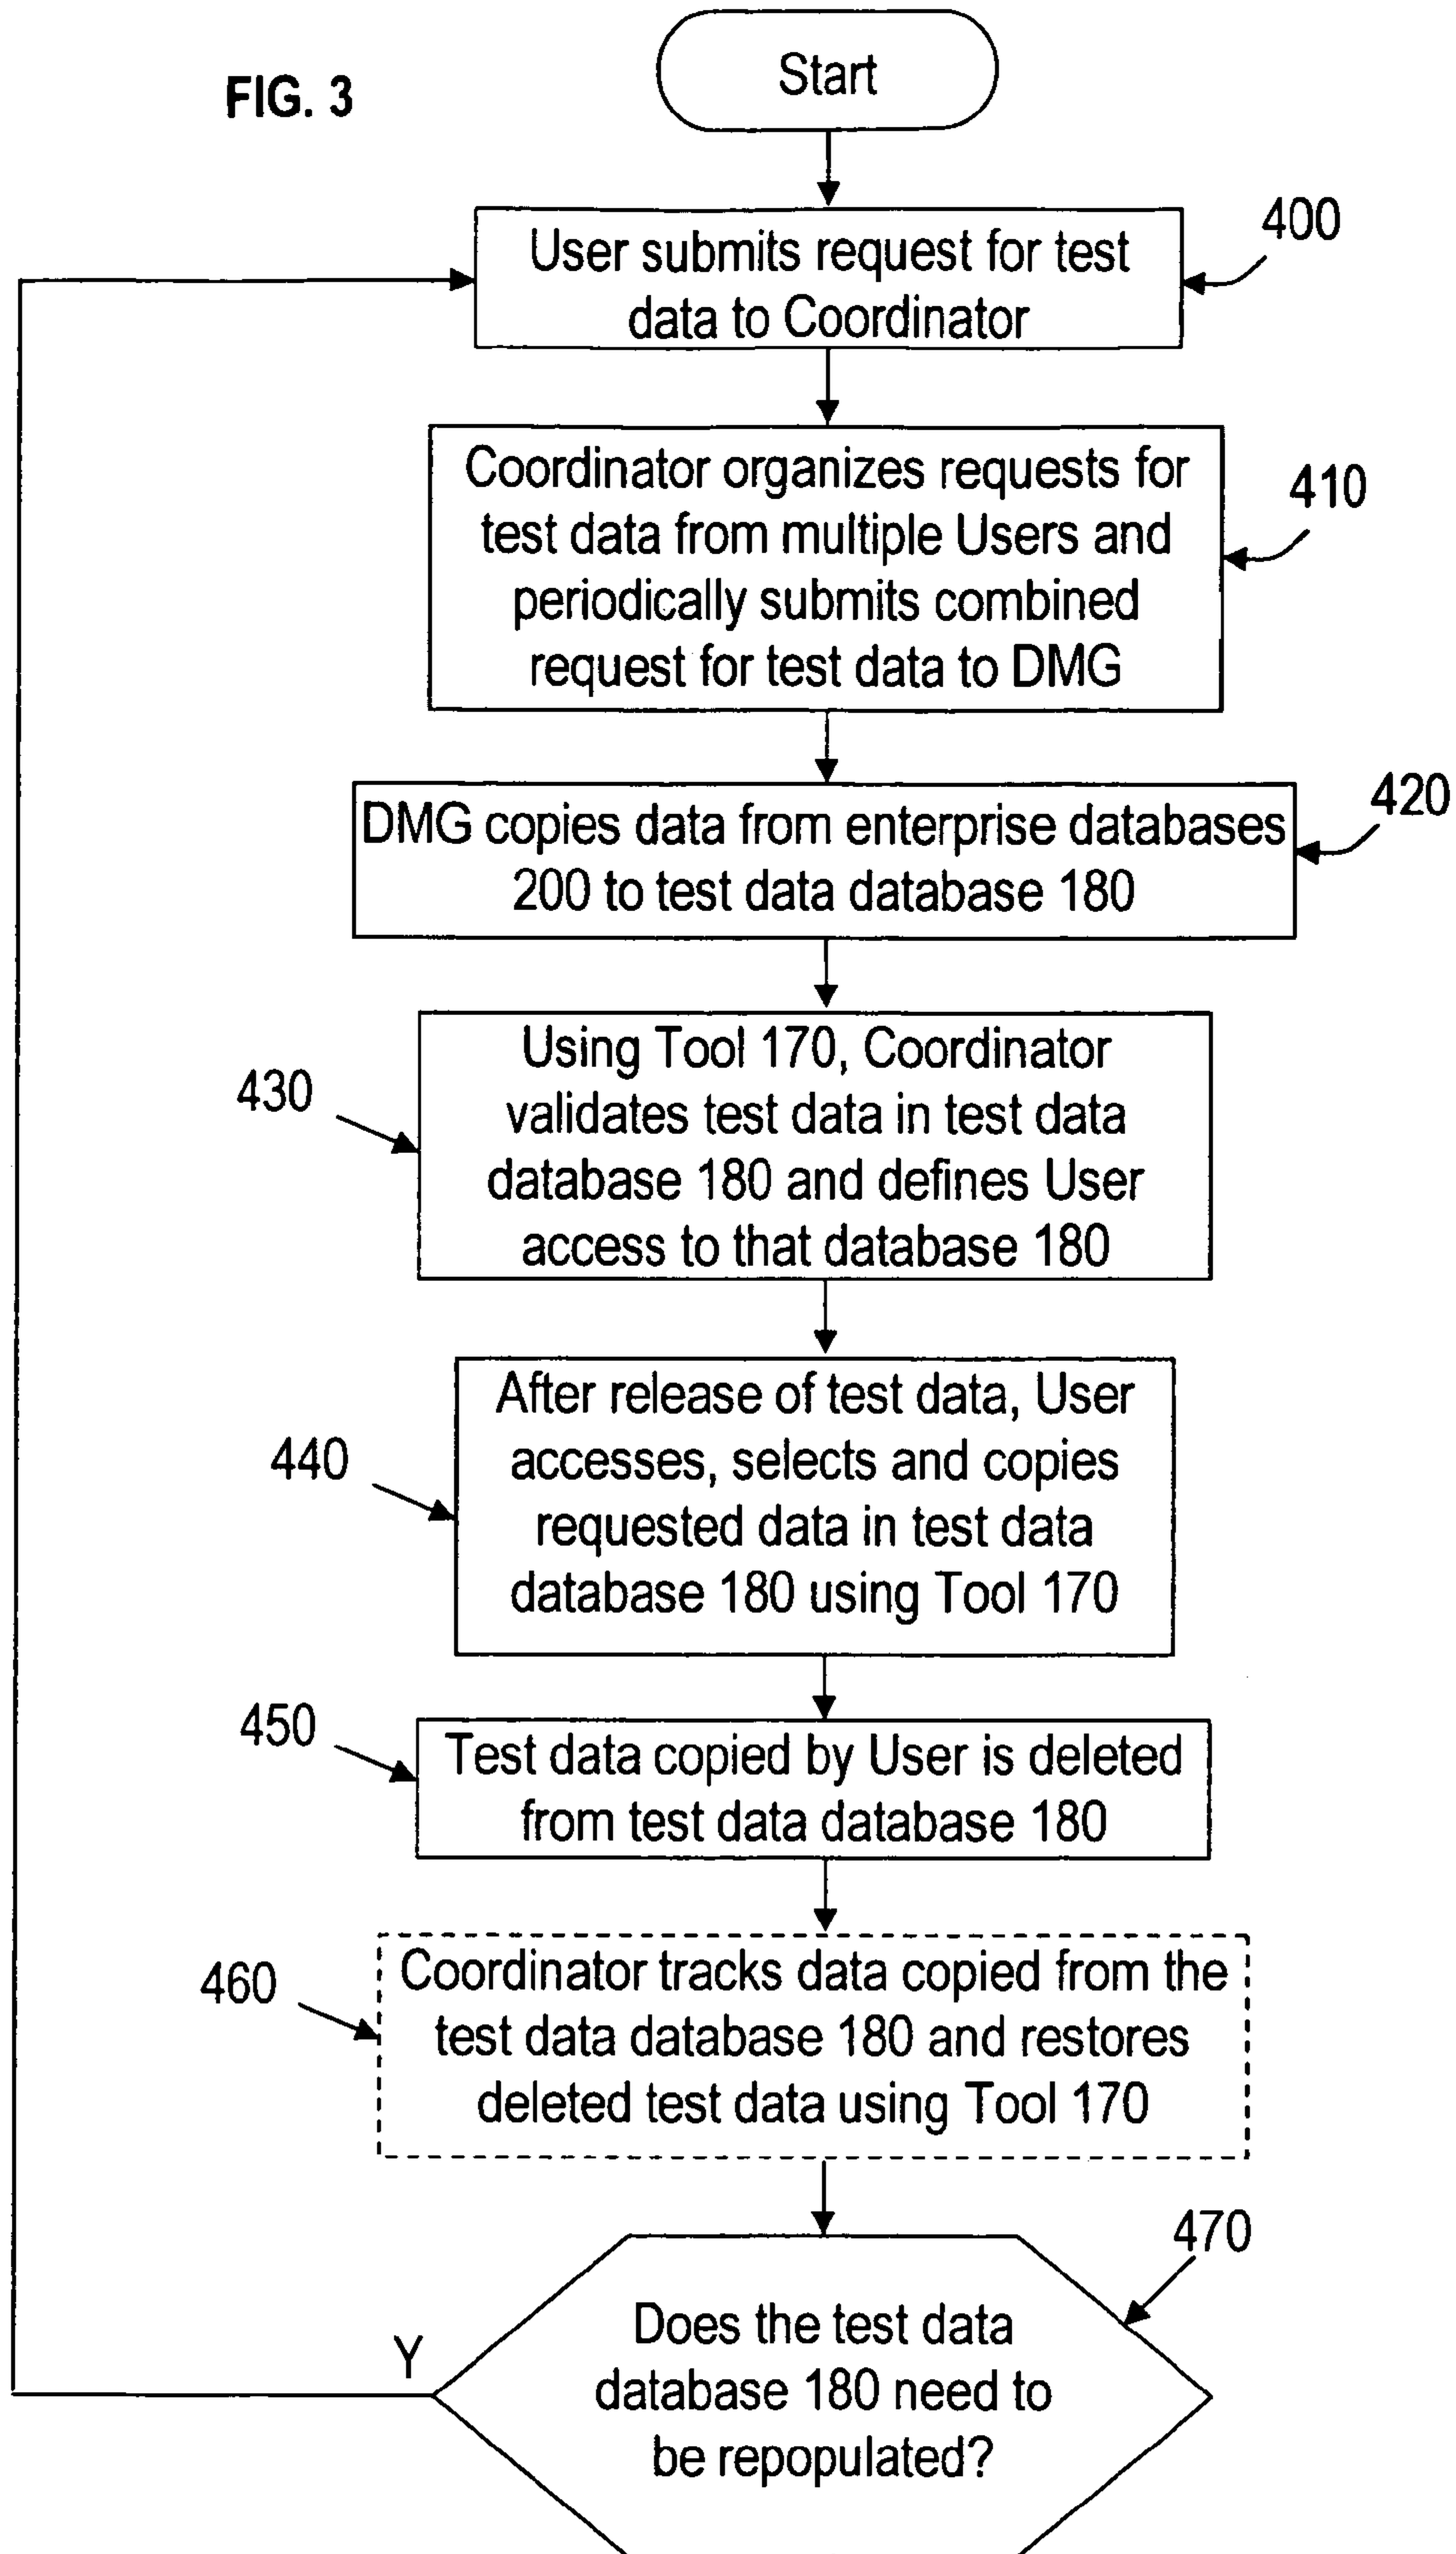 Start
FIG. 3
400
User submits request for test
data to Coordinator
410
Coordinator organizes requests for
test data from multiple Users and
periodically submits combined
request for test data to DMG
420
DMG copies data from enterprise databases
200 to test data database 180
430
Using Tool 170, Coordinator
validates test data in test data
database 180 and defines User
access to that database 180
440
After release of test data, User
accesses, selects and copies
requested data in test data
database 180 using Tool 170
450
Test data copied by User is deleted
from test data database 180
460
Coordinator tracks data copied from the
test data database 180 and restores
deleted test data using Tool 170
470
Does the test data
database 180 need to
be repopulated?
Y